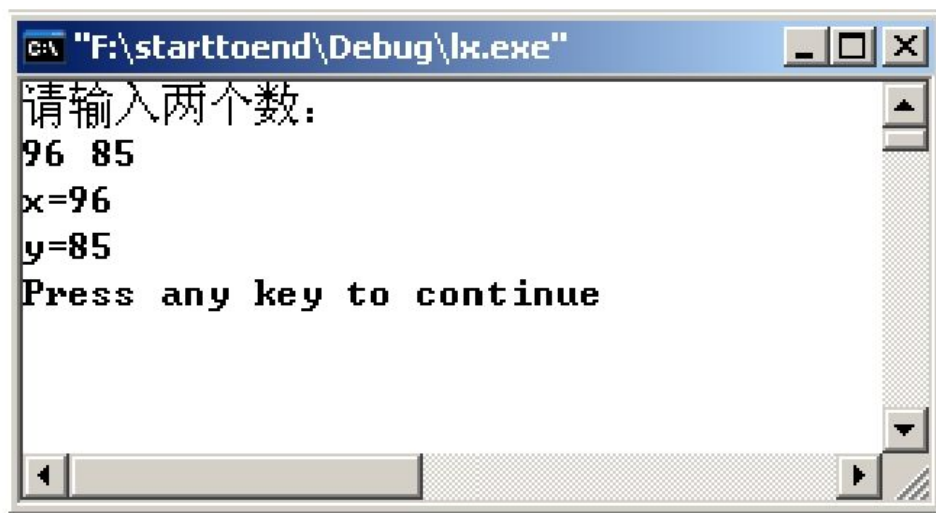 "F:\starttoend\Debug\lx.exe"
请输入两个数：
96 85
x=96
y=85
Press any key to continue